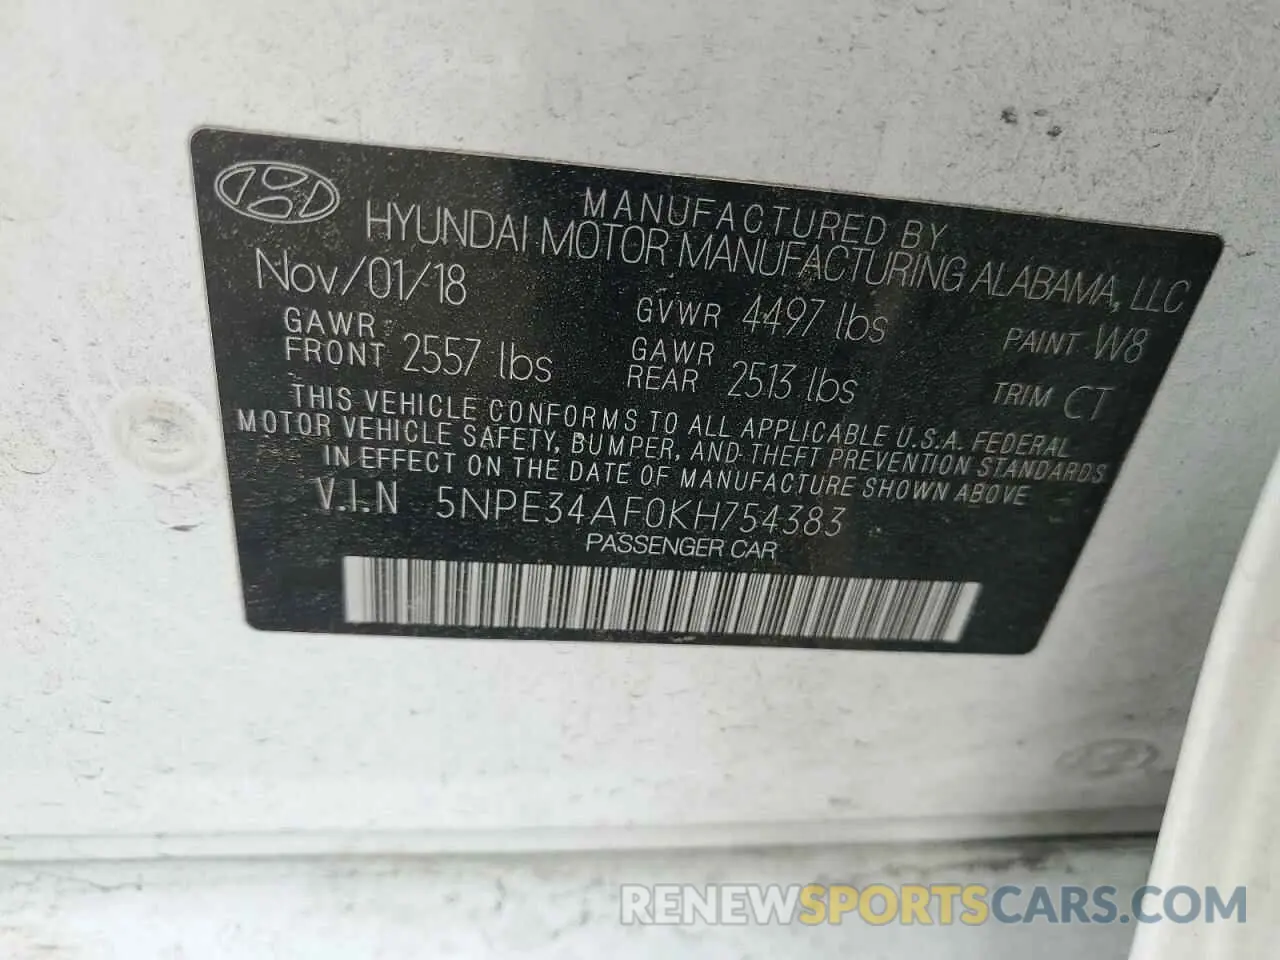 MANUFACTURED BY
HYUNDAI MOTOR MANUFACTURING ALABAMA, LLC
Nov/01/18
GVWR 4497 lbs
PAINT W8
GAWR FRONT 2557 lbs
GAWR REAR 2513 lbs
TRIM CT
THIS VEHICLE CONFORMS TO ALL APPLICABLE U.S.A. FEDERAL
MOTOR VEHICLE SAFETY, BUMPER, AND THEFT PREVENTION STANDARDS
IN EFFECT ON THE DATE OF MANUFACTURE SHOWN ABOVE
V.I.N 5NPE34AF0KH754383
PASSENGER CAR
RENEWSPORTSCARS.COM